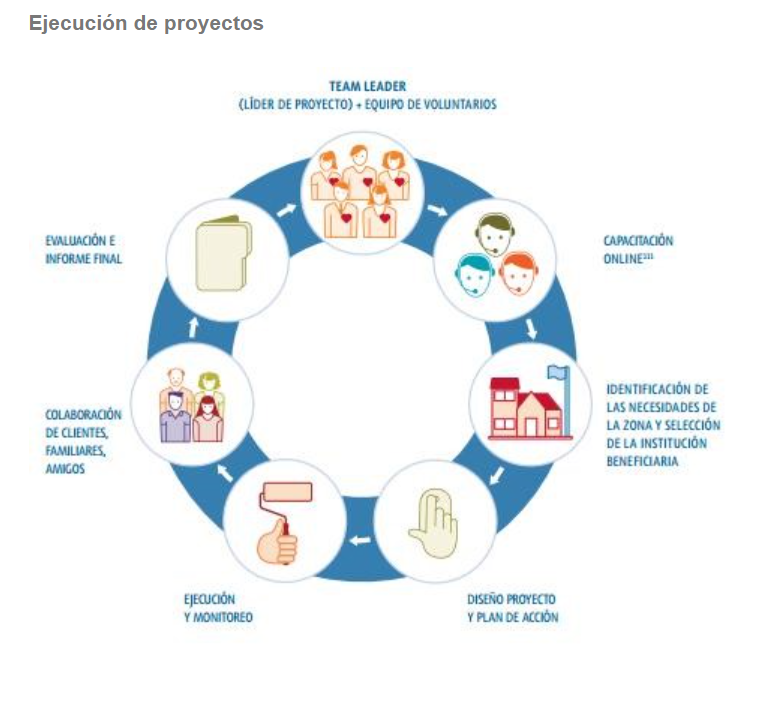 Ejecución de proyectos
TEAM LEADER
(LÍDER DE PROYECTO) + EQUIPO DE VOLUNTARIOS
CAPACITACIÓN
ONLINE
IDENTIFICACIÓN DE
LAS NECESIDADES DE
LA ZONA Y SELECCIÓN
DE LA INSTITUCIÓN
BENEFICIARIA
DISEÑO PROYECTO
Y PLAN DE ACCIÓN
EJECUCIÓN
Y MONITOREO
COLABORACIÓN
DE CLIENTES,
FAMILIARES,
AMIGOS
EVALUACIÓN E
INFORME FINAL